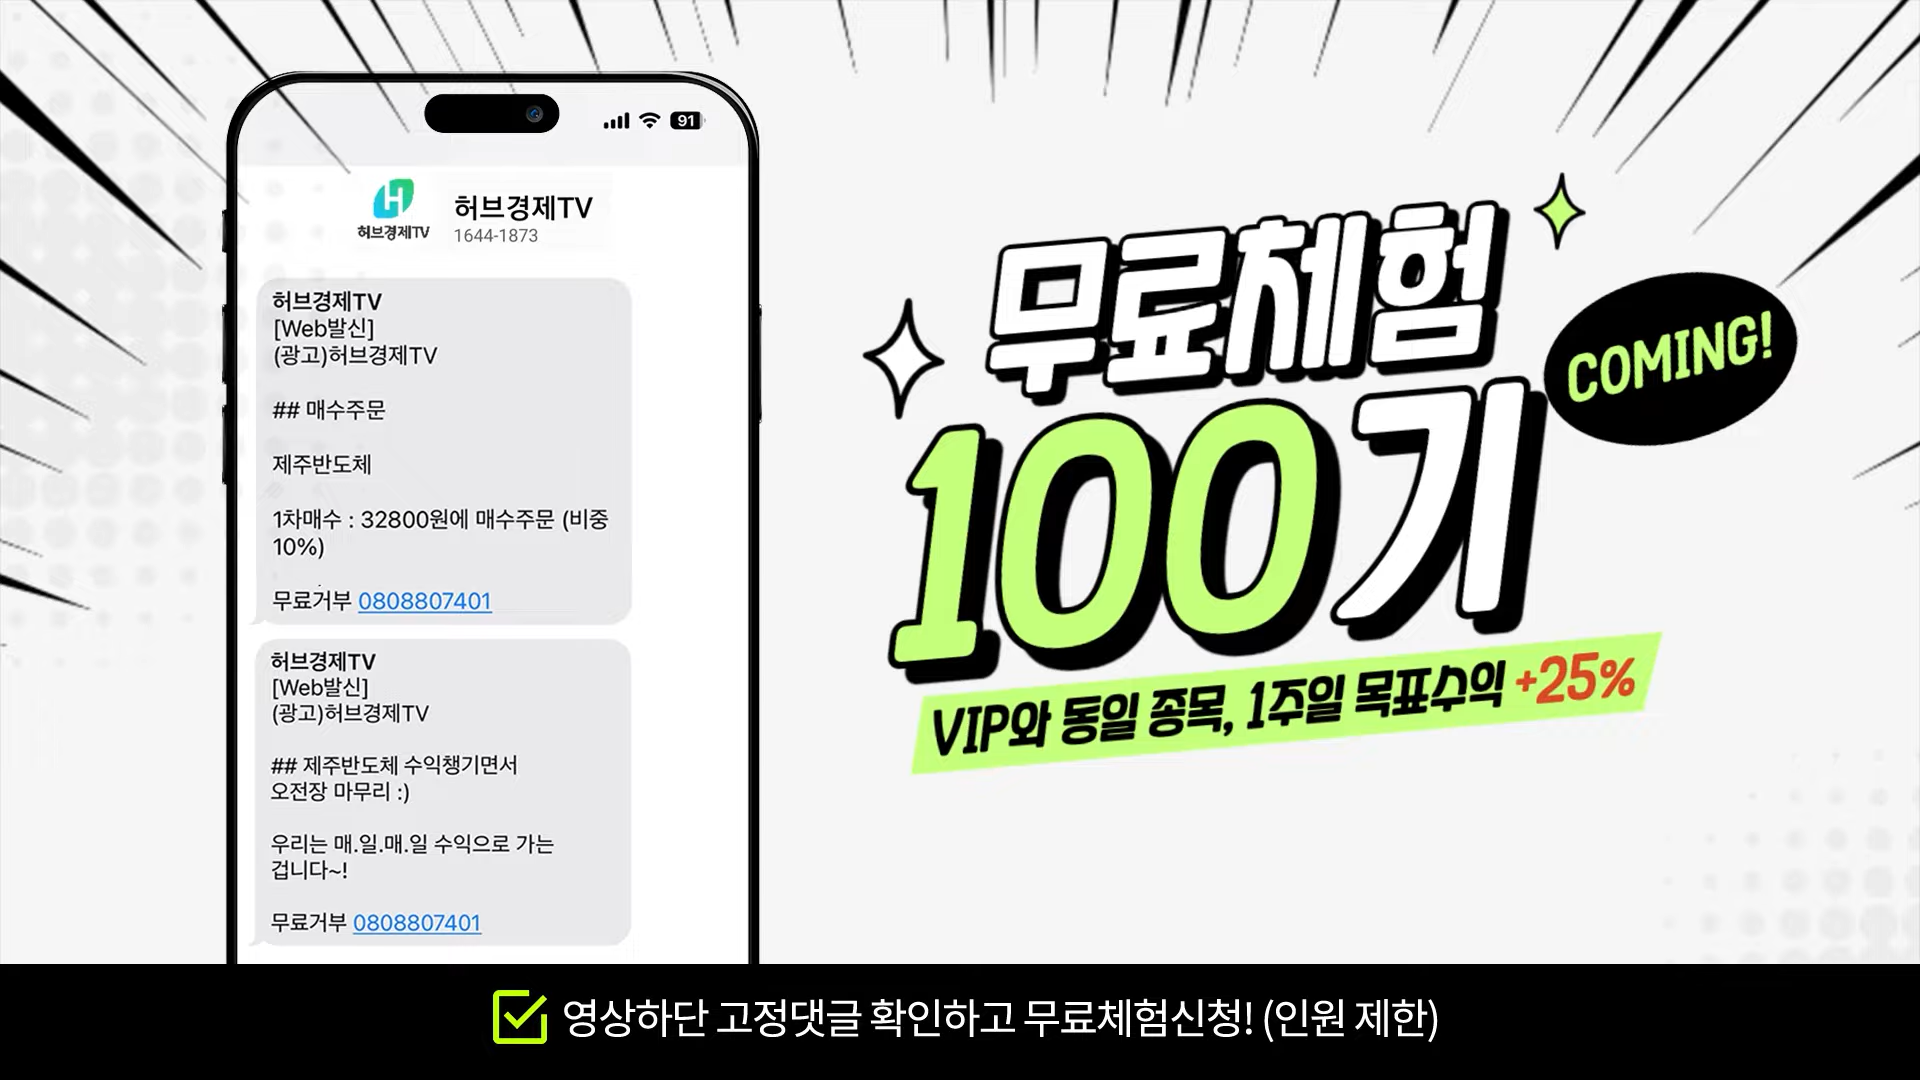 91
허브경제TV
허브경제TV
1644-1873
허브경제TV
[Web발신]
(광고)허브경제TV
## 매수주문
제주반도체
1차매수 : 32800원에 매수주문 (비중
10%)
무료거부 0808807401
허브경제TV
[Web발신]
(광고)허브경제TV
## 제주반도체 수익챙기면서
오전장 마무리 :)
우리는 매.일.매.일 수익으로 가는
겁니다~!
무료거부 0808807401
무료체험
100기
COMING!
VIP와 동일 종목, 1주일 목표수익 +25%
영상하단 고정댓글 확인하고 무료체험신청! (인원 제한)